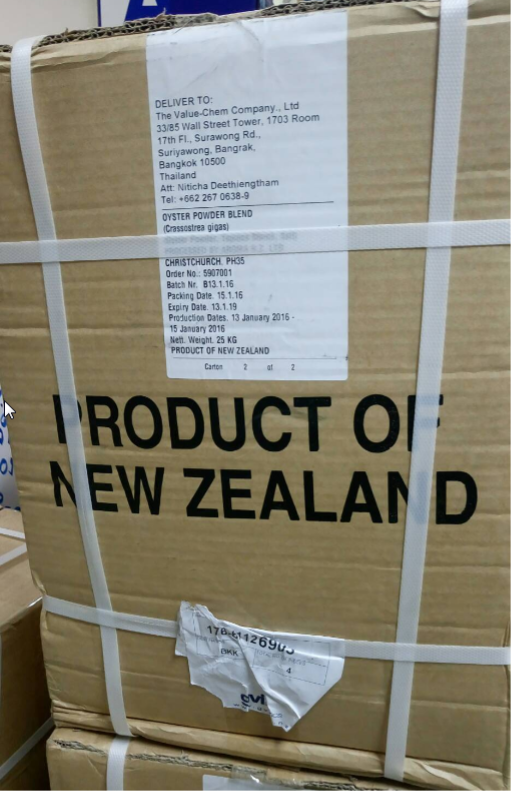 DELIVER TO:
The Value-Chem Company., Ltd
33/85 Wall Street Tower, 1703 Room
17th Fl., Surawong Rd.,
Suriyawong, Bangrak,
Bangkok 10500
Thailand
Att: Niticha Deethiengtham
Tel: +662 267 0638-9
OYSTER POWDER BLEND
(Crassostrea gigas)
CHRISTCHURCH. PH35
Order No.: 5907001
Batch Nr. B13.1.16
Packing Date. 15.1.16
Expiry Date. 13.1.19
Production Dates. 13 January 2016 -
15 January 2016
Nett. Weight. 25 KG
PRODUCT OF NEW ZEALAND
Carton 2 of 2
PRODUCT OF
NEW ZEALAND
4